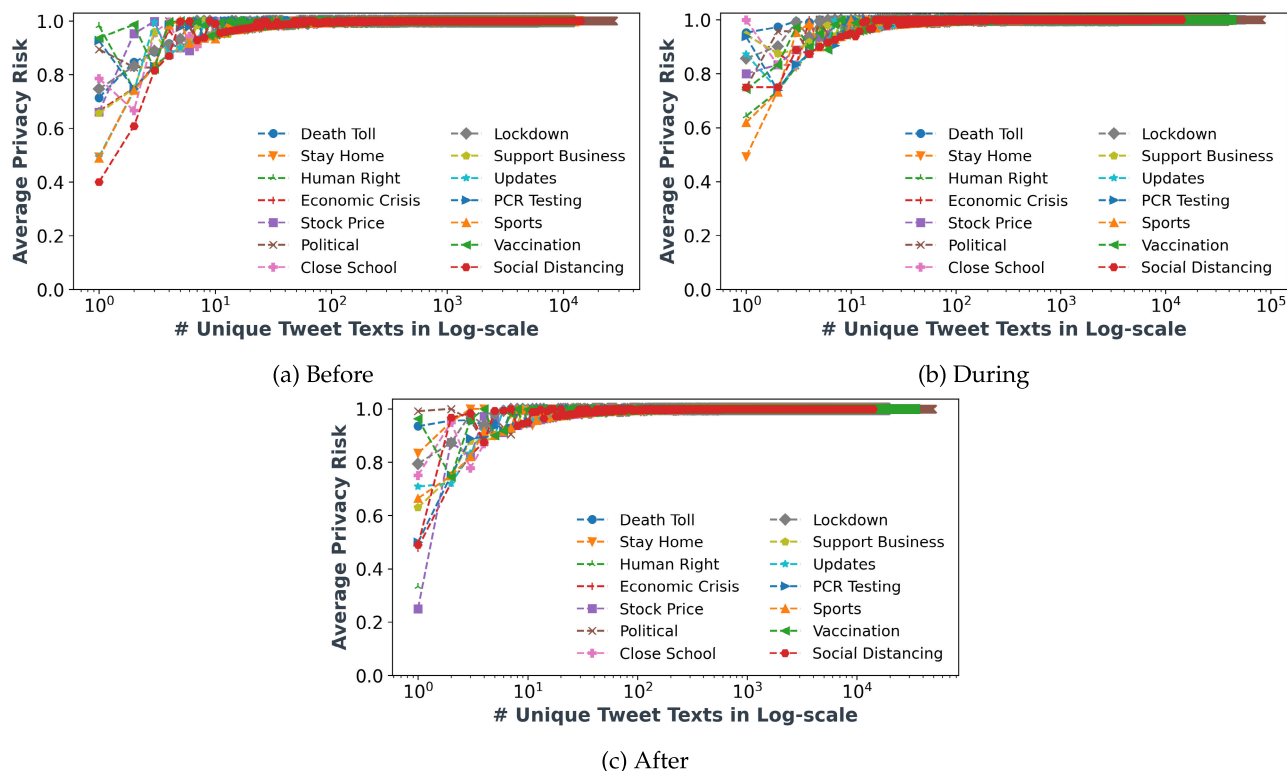 Average Privacy Risk
1.0
0.8
0.6
0.4
0.2
0.0
Death Toll
Stay Home
Human Right
Economic Crisis
Stock Price
Political
Close School
Lockdown
Support Business
Updates
PCR Testing
Sports
Vaccination
Social Distancing
10^0 10^1 10^2 10^3 10^4
# Unique Tweet Texts in Log-scale
(a) Before
Average Privacy Risk
1.0
0.8
0.6
0.4
0.2
0.0
Death Toll
Stay Home
Human Right
Economic Crisis
Stock Price
Political
Close School
Lockdown
Support Business
Updates
PCR Testing
Sports
Vaccination
Social Distancing
10^0 10^1 10^2 10^3 10^4 10^5
# Unique Tweet Texts in Log-scale
(b) During
Average Privacy Risk
1.0
0.8
0.6
0.4
0.2
0.0
Death Toll
Stay Home
Human Right
Economic Crisis
Stock Price
Political
Close School
Lockdown
Support Business
Updates
PCR Testing
Sports
Vaccination
Social Distancing
10^0 10^1 10^2 10^3 10^4
# Unique Tweet Texts in Log-scale
(c) After